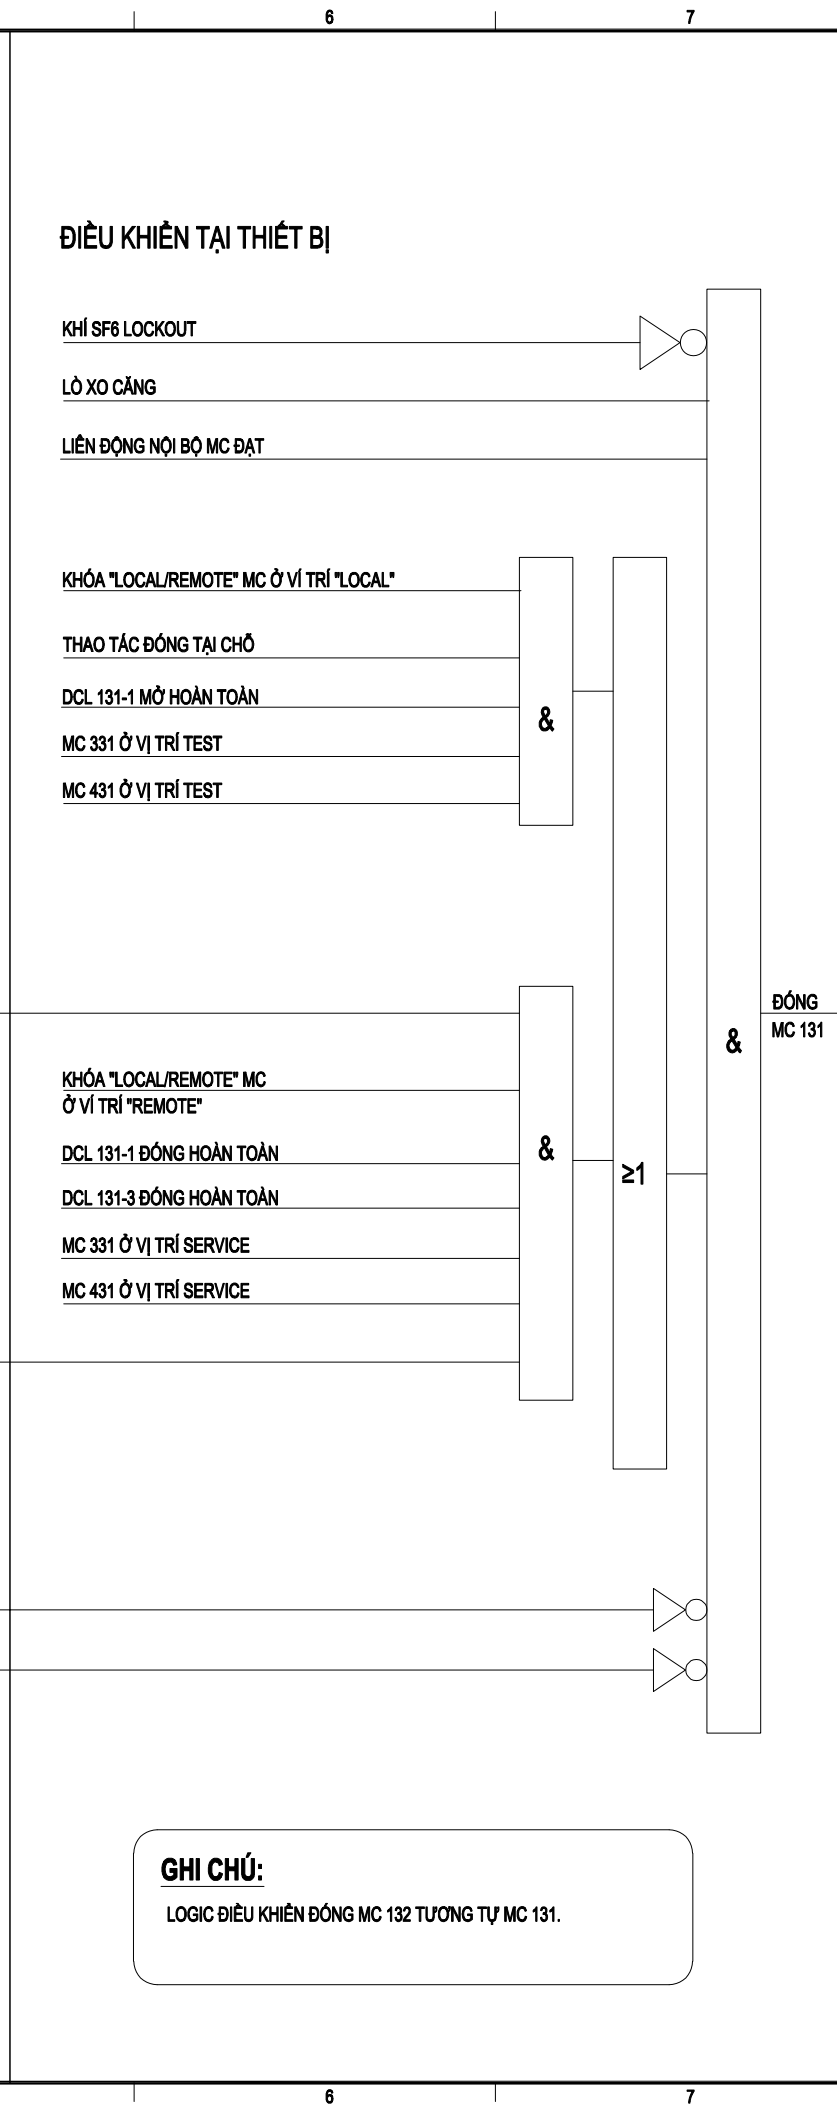 6 7
ĐIỀU KHIỂN TẠI THIẾT BỊ
KHÍ SF6 LOCKOUT
LÒ XO CĂNG
LIÊN ĐỘNG NỘI BỘ MC ĐẠT
KHÓA "LOCAL/REMOTE" MC Ở VÍ TRÍ "LOCAL"
THAO TÁC ĐÓNG TẠI CHỖ
DCL 131-1 MỞ HOÀN TOÀN
&
MC 331 Ở VỊ TRÍ TEST
MC 431 Ở VỊ TRÍ TEST
ĐÓNG
MC 131
&
KHÓA "LOCAL/REMOTE" MC
Ở VÍ TRÍ "REMOTE"
DCL 131-1 ĐÓNG HOÀN TOÀN
&
≥1
DCL 131-3 ĐÓNG HOÀN TOÀN
MC 331 Ở VỊ TRÍ SERVICE
MC 431 Ở VỊ TRÍ SERVICE
GHI CHÚ:
LOGIC ĐIỀU KHIỂN ĐÓNG MC 132 TƯƠNG TỰ MC 131.
6 7